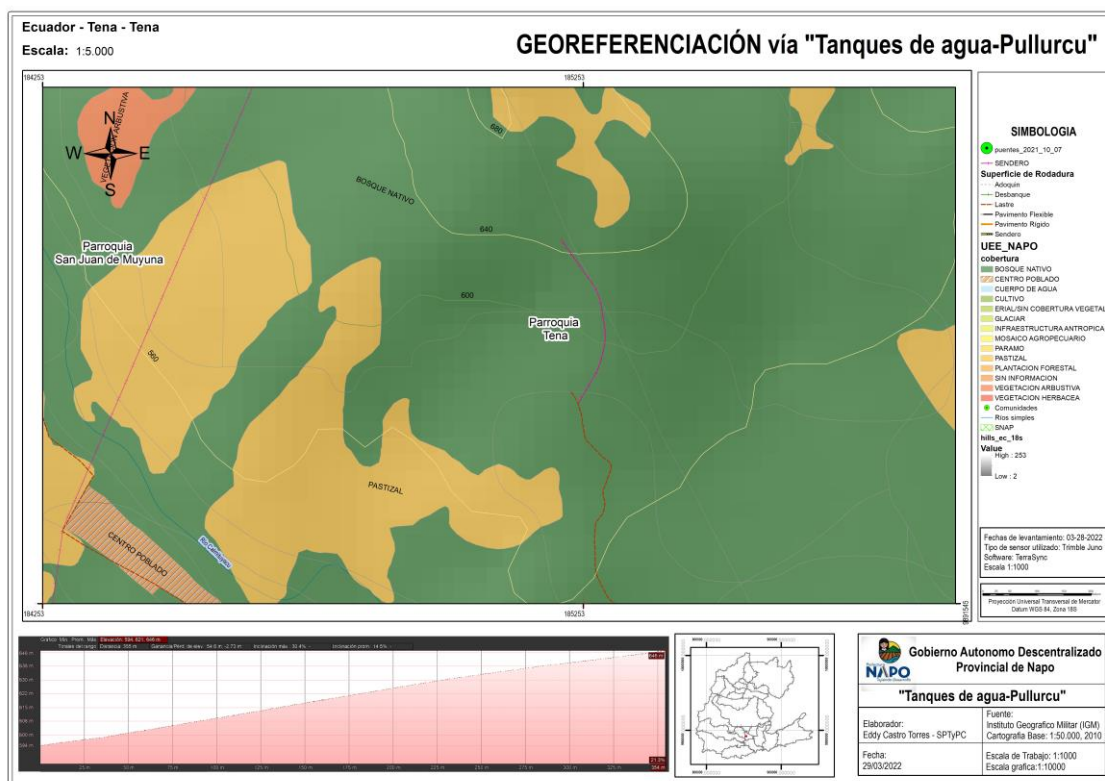 Ecuador - Tena - Tena
Escala: 1:5.000
GEOREFERENCIACIÓN vía "Tanques de agua-Pullurcu"
184253
185253
VEGETACION ARBUSTIVA
N
W
E
S
680
BOSQUE NATIVO
640
Parroquia
San Juan de Muyuna
600
Parroquia
Tena
560
PASTIZAL
CENTRO POBLADO
184253
185253
9891545
SIMBOLOGIA
puentes_2021_10_07
SENDERO
Superficie de Rodadura
Adoquin
Desbanque
Lastre
Pavimento Flexible
Pavimento Rigido
Sendero
UEE_NAPO
cobertura
BOSQUE NATIVO
CENTRO POBLADO
CUERPO DE AGUA
CULTIVO
ERIAL/SIN COBERTURA VEGETAL
GLACIAR
INFRAESTRUCTURA ANTROPICA
MOSAICO AGROPECUARIO
PARAMO
PASTIZAL
PLANTACION FORESTAL
SIN INFORMACION
VEGETACION ARBUSTIVA
VEGETACION HERBACEA
Comunidades
Rios simples
SNAP
hills_ec_18s
Value
High : 253
Low : 2
Fechas de levantamiento: 03-28-2022
Tipo de sensor utilizado: Trimble Juno
Software: TerraSync
Escala 1:1000
Proyección Universal Transversal de Mercator
Datum WGS 84, Zona 18S
Gobierno Autonomo Descentralizado
Provincial de Napo
NAPO
"Tanques de agua-Pullurcu"
Elaborador:
Eddy Castro Torres - SPTyPC
Fuente:
Instituto Geografico Militar (IGM)
Cartografia Base: 1:50.000, 2010
Fecha:
29/03/2022
Escala de Trabajo: 1:1000
Escala grafica:1:10000